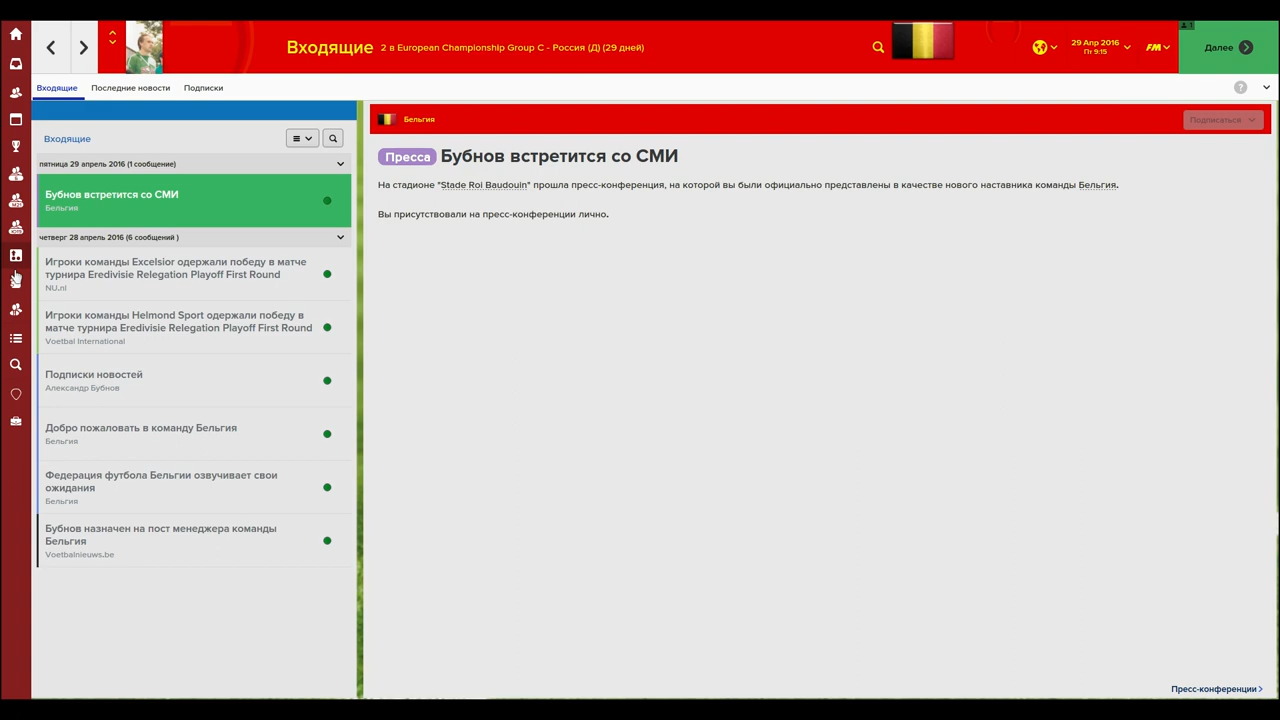 Входящие
2 в European Championship Group C - Россия (Д) (29 дней)
29 Апр 2016
Пт 9:15
FM
1
Далее
Входящие
Последние новости
Подписки
?
Входящие
пятница 29 апрель 2016 (1 сообщение)
Бубнов встретится со СМИ
Бельгия
четверг 28 апрель 2016 (6 сообщений )
Игроки команды Excelsior одержали победу в матче
турнира Eredivisie Relegation Playoff First Round
NU.nl
Игроки команды Helmond Sport одержали победу в
матче турнира Eredivisie Relegation Playoff First Round
Voetbal International
Подписки новостей
Александр Бубнов
Добро пожаловать в команду Бельгия
Бельгия
Федерация футбола Бельгии озвучивает свои
ожидания
Бельгия
Бубнов назначен на пост менеджера команды
Бельгия
Voetbalnieuws.be
Бельгия
Подписаться
Пресса Бубнов встретится со СМИ
На стадионе "Stade Roi Baudouin" прошла пресс-конференция, на которой вы были официально представлены в качестве нового наставника команды Бельгия.
Вы присутствовали на пресс-конференции лично.
Пресс-конференции